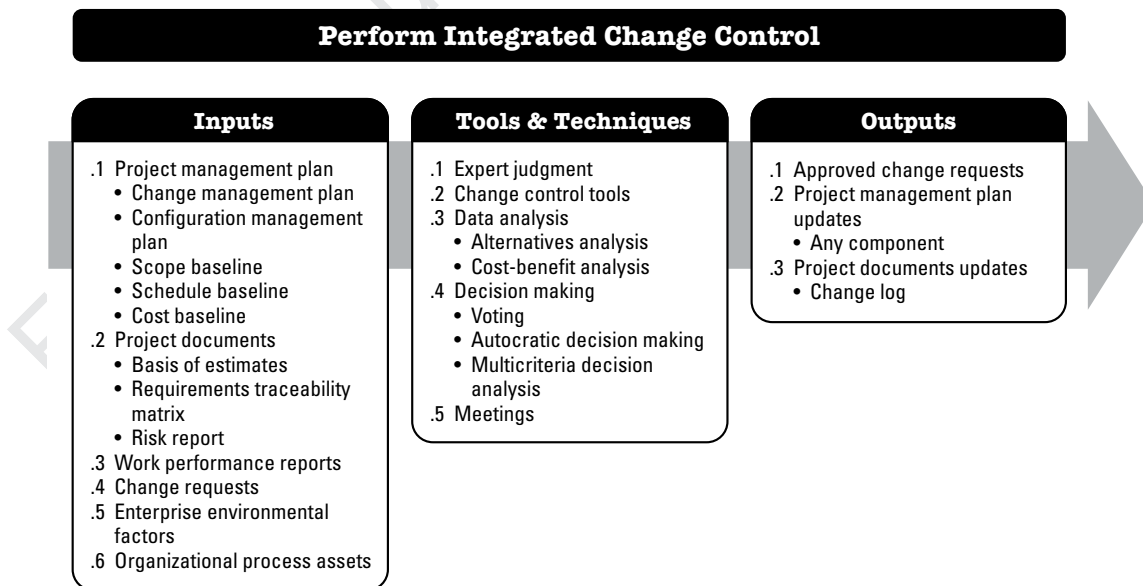 Perform Integrated Change Control
Inputs
.1 Project management plan
• Change management plan
• Configuration management
plan
• Scope baseline
• Schedule baseline
• Cost baseline
.2 Project documents
• Basis of estimates
• Requirements traceability
matrix
• Risk report
.3 Work performance reports
.4 Change requests
.5 Enterprise environmental
factors
.6 Organizational process assets
Tools & Techniques
.1 Expert judgment
.2 Change control tools
.3 Data analysis
• Alternatives analysis
• Cost-benefit analysis
.4 Decision making
• Voting
• Autocratic decision making
• Multicriteria decision
analysis
.5 Meetings
Outputs
.1 Approved change requests
.2 Project management plan
updates
• Any component
.3 Project documents updates
• Change log